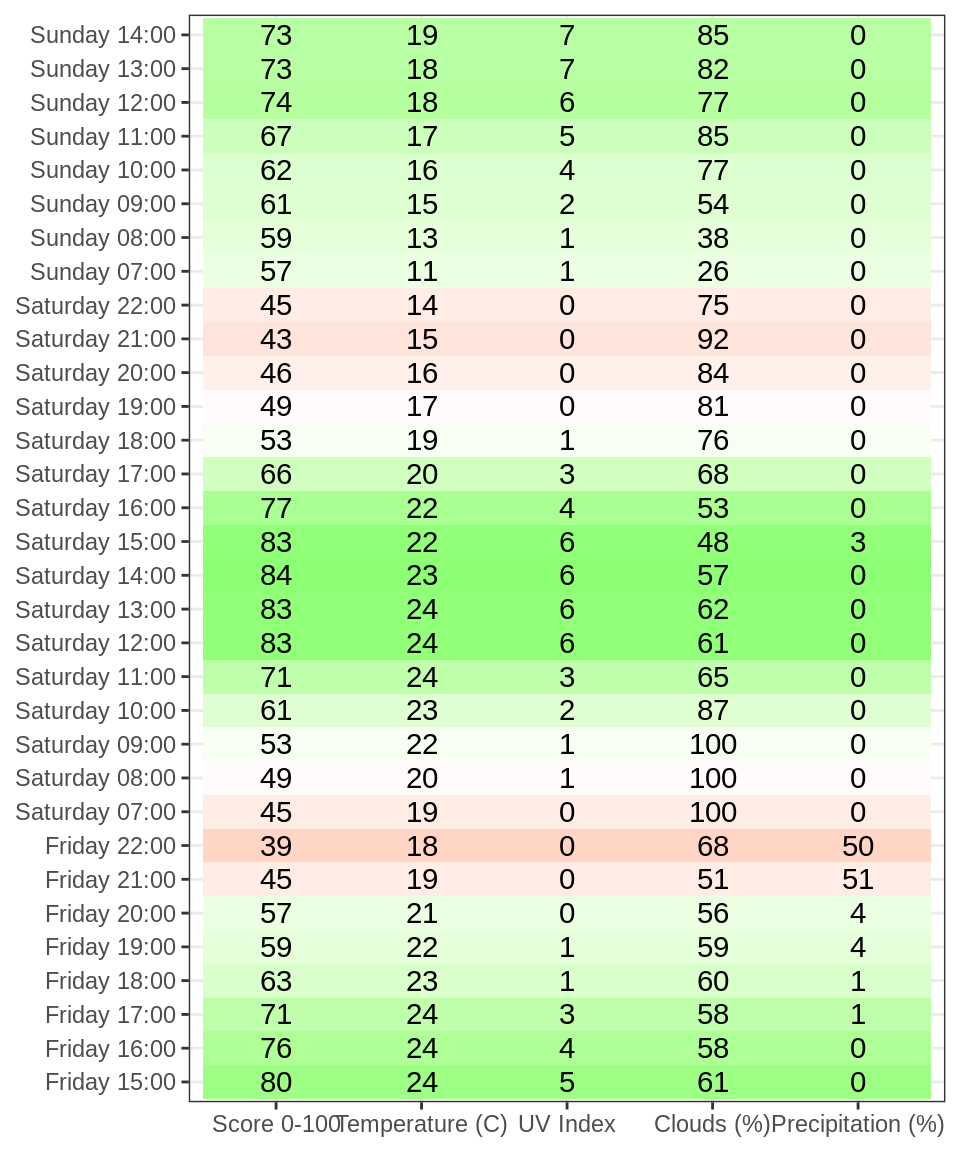 Sunday 14:00 73 19 7 85 0
Sunday 13:00 73 18 7 82 0
Sunday 12:00 74 18 6 77 0
Sunday 11:00 67 17 5 85 0
Sunday 10:00 62 16 4 77 0
Sunday 09:00 61 15 2 54 0
Sunday 08:00 59 13 1 38 0
Sunday 07:00 57 11 1 26 0
Saturday 22:00 45 14 0 75 0
Saturday 21:00 43 15 0 92 0
Saturday 20:00 46 16 0 84 0
Saturday 19:00 49 17 0 81 0
Saturday 18:00 53 19 1 76 0
Saturday 17:00 66 20 3 68 0
Saturday 16:00 77 22 4 53 0
Saturday 15:00 83 22 6 48 3
Saturday 14:00 84 23 6 57 0
Saturday 13:00 83 24 6 62 0
Saturday 12:00 83 24 6 61 0
Saturday 11:00 71 24 3 65 0
Saturday 10:00 61 23 2 87 0
Saturday 09:00 53 22 1 100 0
Saturday 08:00 49 20 1 100 0
Saturday 07:00 45 19 0 100 0
Friday 22:00 39 18 0 68 50
Friday 21:00 45 19 0 51 51
Friday 20:00 57 21 0 56 4
Friday 19:00 59 22 1 59 4
Friday 18:00 63 23 1 60 1
Friday 17:00 71 24 3 58 1
Friday 16:00 76 24 4 58 0
Friday 15:00 80 24 5 61 0
Score 0-100 Temperature (C) UV Index Clouds (%) Precipitation (%)